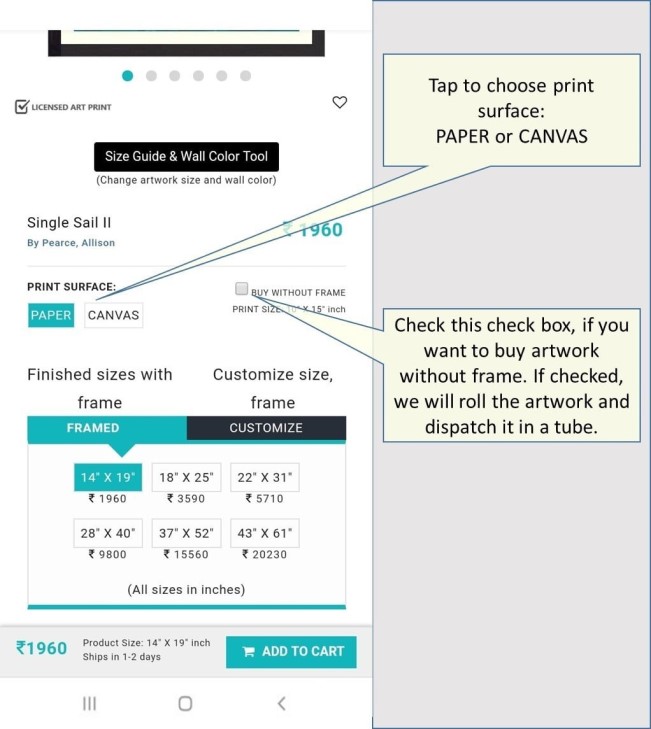 LICENSED ART PRINT
Size Guide & Wall Color Tool
(Change artwork size and wall color)
Single Sail II
₹ 1960
By Pearce, Allison
PRINT SURFACE:
BUY WITHOUT FRAME
PAPER
CANVAS
PRINT SIZE: 10" X 15" inch
Finished sizes with
frame
Customize size,
frame
FRAMED
CUSTOMIZE
14" X 19"
18" X 25"
22" X 31"
₹ 1960
₹ 3590
₹ 5710
28" X 40"
37" X 52"
43" X 61"
₹ 9800
₹ 15560
₹ 20230
(All sizes in inches)
₹1960
Product Size: 14" X 19" inch
Ships in 1-2 days
ADD TO CART
Tap to choose print
surface:
PAPER or CANVAS
Check this check box, if you
want to buy artwork
without frame. If checked,
we will roll the artwork and
dispatch it in a tube.